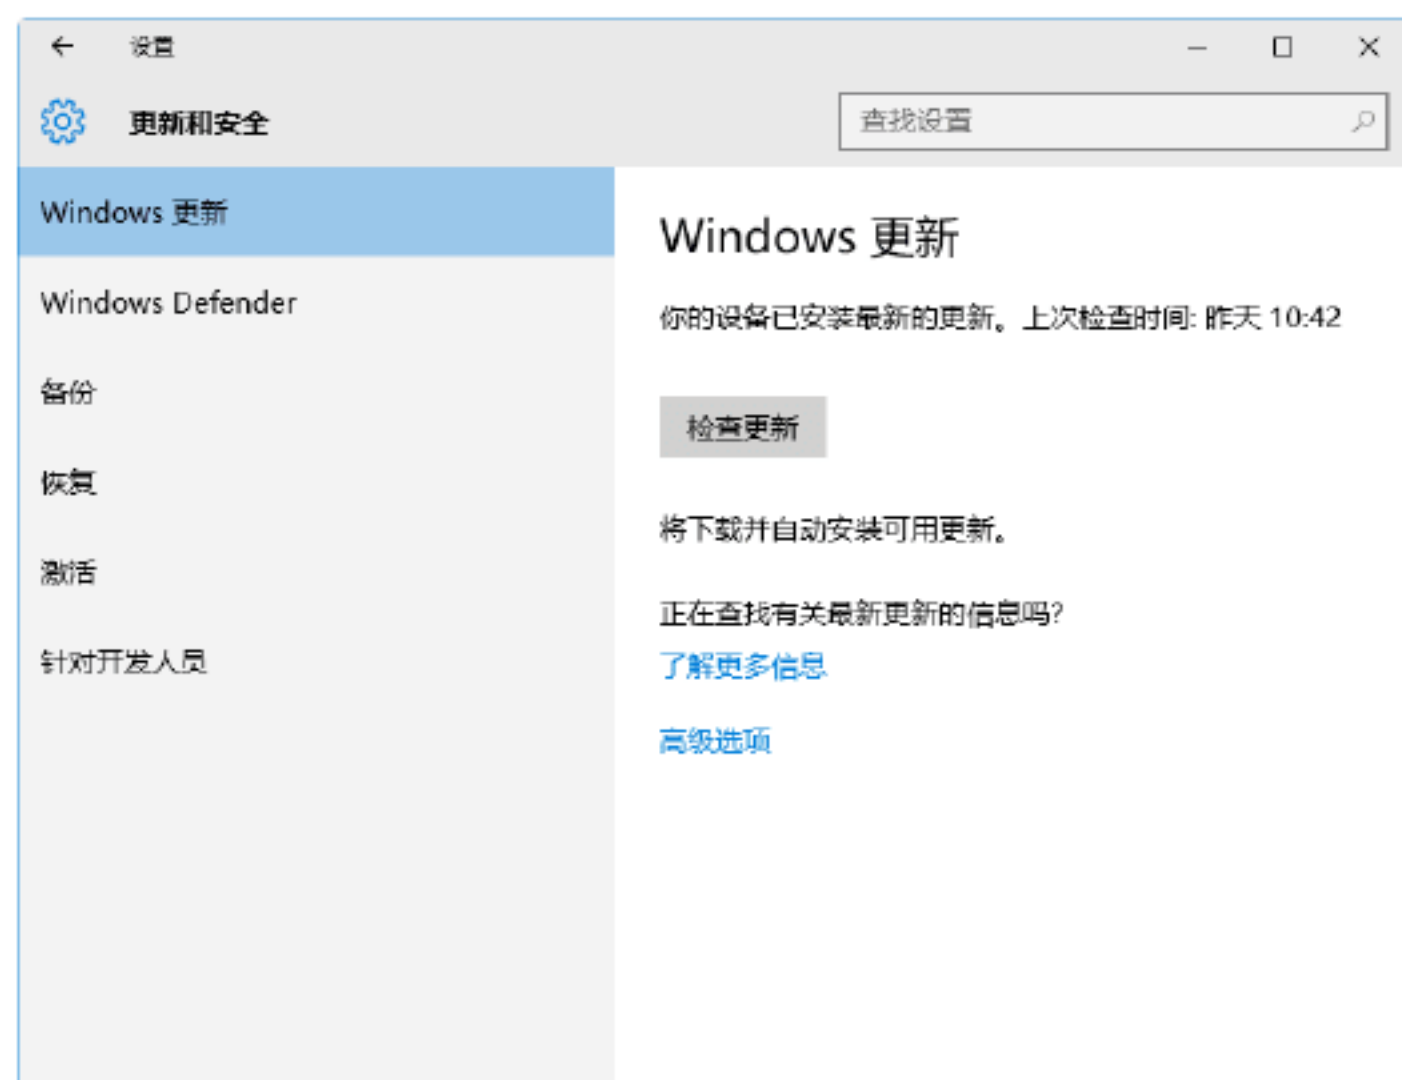 设置
更新和安全
查找设置
Windows 更新
Windows Defender
备份
恢复
激活
针对开发人员
Windows 更新
你的设备已安装最新的更新。上次检查时间: 昨天 10:42
检查更新
将下载并自动安装可用更新。
正在查找有关最新更新的信息吗?
了解更多信息
高级选项